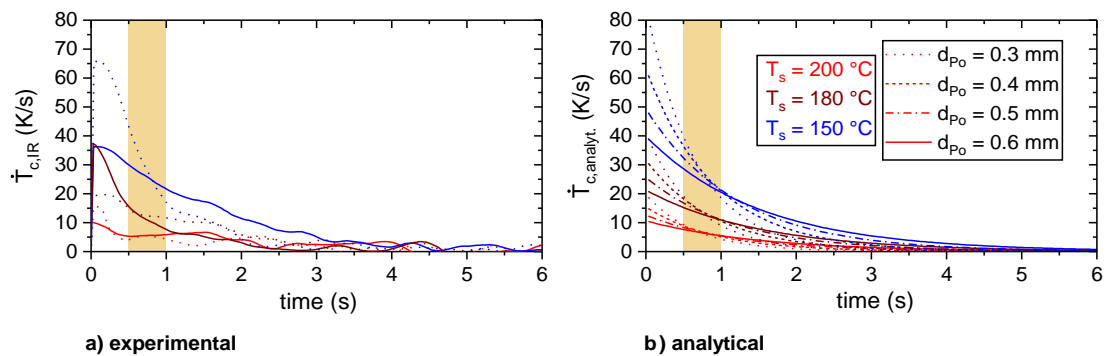 80
70
60
50
40
30
20
10
0
Ṫc,IR (K/s)
0 1 2 3 4 5 6
time (s)
a) experimental
80
70
60
50
40
30
20
10
0
Ṫc,analyt. (K/s)
Ts = 200 °C
Ts = 180 °C
Ts = 150 °C
dPo = 0.3 mm
dPo = 0.4 mm
dPo = 0.5 mm
dPo = 0.6 mm
0 1 2 3 4 5 6
time (s)
b) analytical